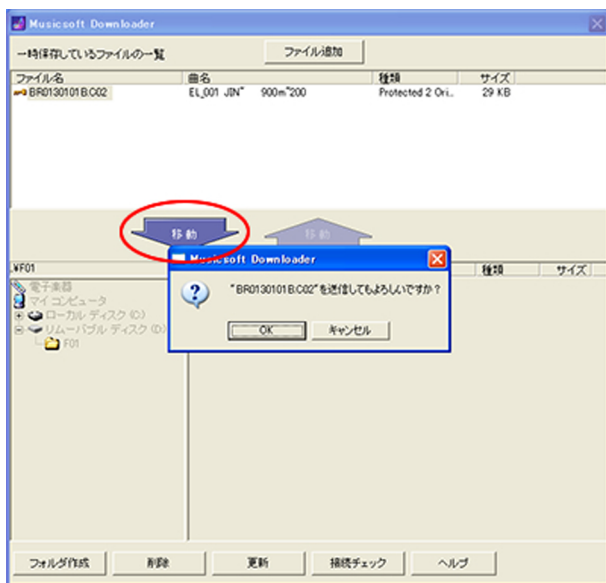 Musicsoft Downloader
一時保存しているファイルの一覧 ファイル追加
ファイル名 曲名 種類 サイズ
BR0130101B.C02 EL_001 JIN" 900m"200 Protected 2 Ori... 29 KB
移動 移動
Musicsoft Downloader
.¥F01 種類 サイズ
電子楽器
マイ コンピュータ
ローカル ディスク (C:)
リムーバブル ディスク (D:)
F01
"BR0130101B.C02"を送信してもよろしいですか?
OK キャンセル
フォルダ作成 削除 更新 接続チェック ヘルプ